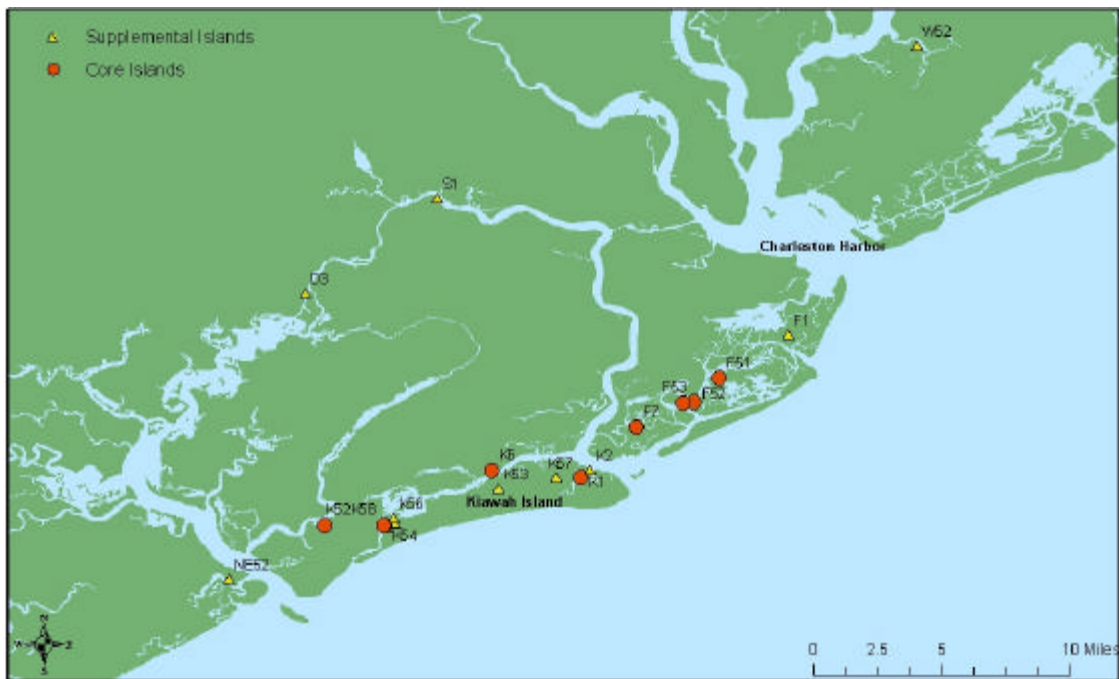 Supplemental Islands
Core Islands
W52
S1
Charleston Harbor
D3
F1
F51
F53
F52
F7
K2
K6
K57
K53
K1
Kiawah Island
K56
K52
K58
K54
NE52
N
W
E
S
0
2.5
5
10 Miles